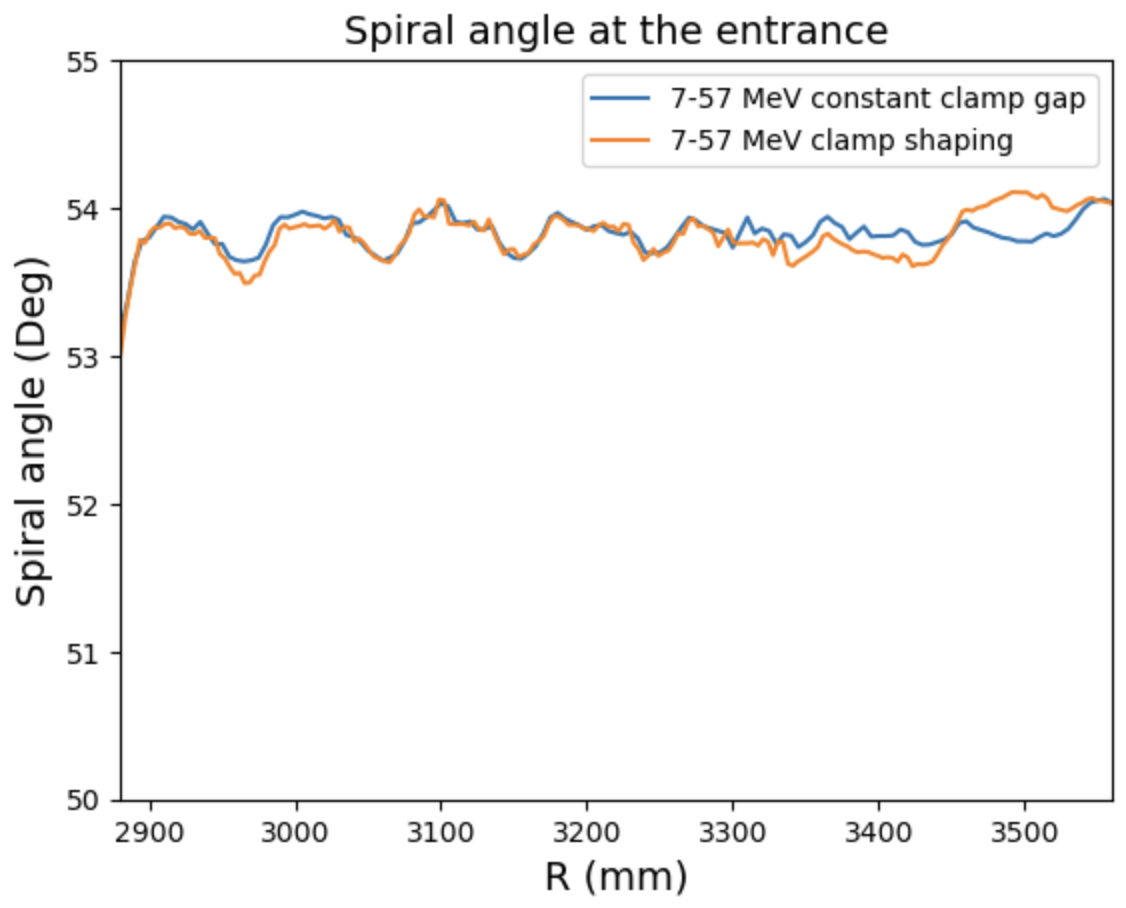 Spiral angle at the entrance
7-57 MeV constant clamp gap
7-57 MeV clamp shaping
Spiral angle (Deg)
55
54
53
52
51
50
2900 3000 3100 3200 3300 3400 3500
R (mm)